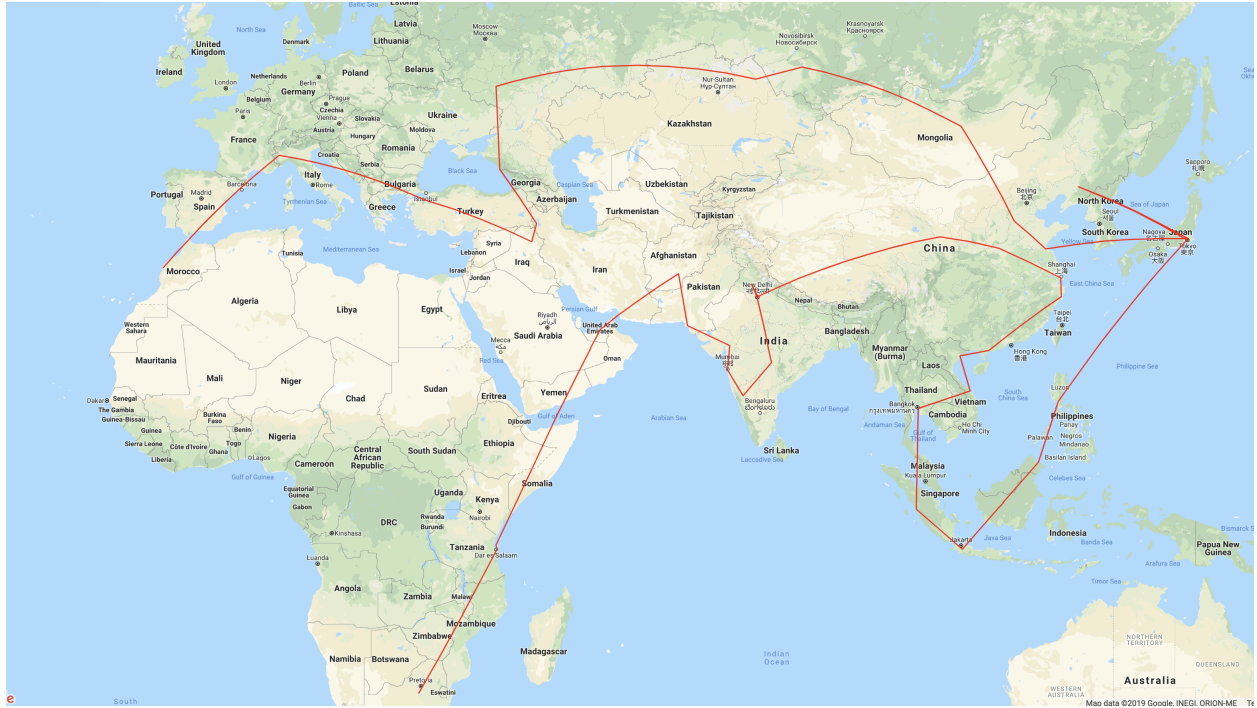 Baltic Sea
Estonia
Moscow
Москва
Krasnoyarsk
Красноярск
North Sea
Latvia
Novosibirsk
Новосибирск
Denmark
Lithuania
United
Kingdom
Ireland
Belarus
Netherlands
Berlin
Poland
London
Germany
Nur-Sultan
Нұр-Сұлтан
Belgium
Prague
Czechia
Ukraine
Paris
Vienna
Slovakia
Kazakhstan
Austria
Moldova
France
Hungary
Mongolia
Croatia
Romania
Serbia
Sapporo
札幌
Italy
Black Sea
Georgia
Caspian Sea
Uzbekistan
Kyrgyzstan
Barcelona
Rome
Bulgaria
Portugal
Madrid
Spain
Istanbul
Azerbaijan
Beijing
北京
North Korea
Sea of Japan
Tyrrhenian Sea
Greece
Turkey
Turkmenistan
Tajikistan
Seoul
서울
South Korea
Nagoya
名古屋
Japan
Tokyo
東京
Tunisia
Mediterranean Sea
Syria
Lebanon
Iraq
Afghanistan
China
Yellow Sea
Osaka
大阪
Morocco
Israel
Jordan
Iran
Shanghai
上海
Algeria
Libya
Egypt
Persian Gulf
Pakistan
New Delhi
Nepal
Bhutan
East China Sea
Western
Sahara
Riyadh
الرياض
Saudi Arabia
United Arab
Emirates
Taipei
台北
Taiwan
Mecca
مكة
Oman
India
Bangladesh
Myanmar
(Burma)
Hong Kong
香港
Mauritania
Red Sea
Mumbai
मुंबई
Laos
Philippine Sea
Mali
Niger
Chad
Sudan
Eritrea
Yemen
Thailand
South
China Sea
Luzon
Dakar
Senegal
The Gambia
Guinea-Bissau
Burkina
Faso
Gulf of Aden
Arabian Sea
Bengaluru
ಬೆಂಗಳೂರು
Bay of Bengal
Bangkok
กรุงเทพมหานคร
Vietnam
Cambodia
Philippines
Guinea
Benin
Djibouti
Andaman Sea
Ho Chi
Minh City
Panay
Sierra Leone
Côte d'Ivoire
Togo
Ghana
Nigeria
Ethiopia
Gulf of
Thailand
Palawan
Negros
Mindanao
Liberia
Lagos
Central
African
Republic
South Sudan
Sri Lanka
Laccadive Sea
Basilan Island
Cameroon
Gulf of Guinea
Malaysia
Kuala Lumpur
Celebes Sea
Equatorial
Guinea
Gabon
Uganda
Kenya
Somalia
Singapore
DRC
Rwanda
Burundi
Nairobi
Kinshasa
Jakarta
Java Sea
Indonesia
Bismarck S
Tanzania
Dar es Salaam
Banda Sea
Papua New
Guinea
Luanda
Arafura Sea
Angola
Zambia
Malawi
Timor Sea
Mozambique
Zimbabwe
Namibia
Botswana
Madagascar
Indian
Ocean
NORTHERN
TERRITORY
QUEENSLAND
Pretoria
Eswatini
Australia
WESTERN
AUSTRALIA
South
Map data ©2019 Google, INEGI, ORION-ME